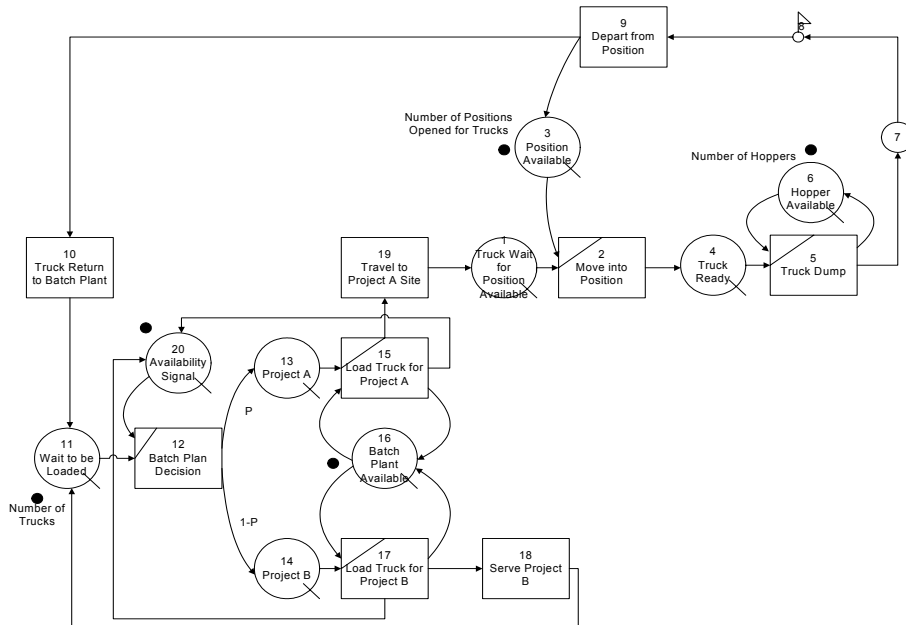 9
Depart from
Position
8
Number of Positions
Opened for Trucks
3
Position
Available
7
Number of Hoppers
6
Hopper
Available
10
Truck Return
to Batch Plant
19
Travel to
Project A Site
1
Truck Wait
for
Position
Available
2
Move into
Position
4
Truck
Ready
5
Truck Dump
20
Availability
Signal
13
Project A
15
Load Truck for
Project A
P
11
Wait to be
Loaded
12
Batch Plan
Decision
16
Batch
Plant
Available
Number of
Trucks
1-P
14
Project B
17
Load Truck for
Project B
18
Serve Project
B